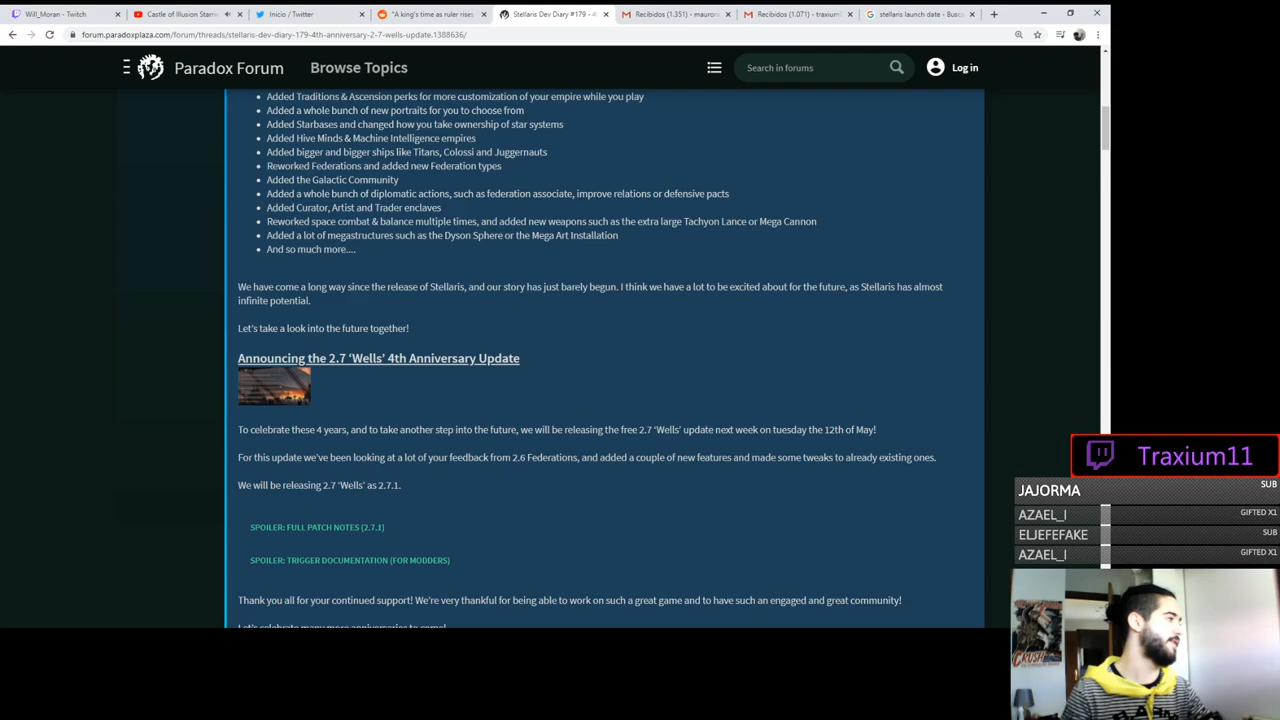 Will_Moran - Twitch
Castle of Illusion Starri
Inicio / Twitter
"A king's time as ruler rises
Stellaris Dev Diary #179 - 4
Recibidos (1.351) - mauroro
Recibidos (1.071) - traxium
stellaris launch date - Busc
forum.paradoxplaza.com/forum/threads/stellaris-dev-diary-179-4th-anniversary-2-7-wells-update.1388636/
Paradox Forum
Browse Topics
Search in forums
Log in
Added Traditions & Ascension perks for more customization of your empire while you play
Added a whole bunch of new portraits for you to choose from
Added Starbases and changed how you take ownership of star systems
Added Hive Minds & Machine Intelligence empires
Added bigger and bigger ships like Titans, Colossi and Juggernauts
Reworked Federations and added new Federation types
Added the Galactic Community
Added a whole bunch of diplomatic actions, such as federation associate, improve relations or defensive pacts
Added Curator, Artist and Trader enclaves
Reworked space combat & balance multiple times, and added new weapons such as the extra large Tachyon Lance or Mega Cannon
Added a lot of megastructures such as the Dyson Sphere or the Mega Art Installation
And so much more....
We have come a long way since the release of Stellaris, and our story has just barely begun. I think we have a lot to be excited about for the future, as Stellaris has almost
infinite potential.
Let's take a look into the future together!
Announcing the 2.7 ‘Wells’ 4th Anniversary Update
To celebrate these 4 years, and to take another step into the future, we will be releasing the free 2.7 ‘Wells’ update next week on tuesday the 12th of May!
For this update we've been looking at a lot of your feedback from 2.6 Federations, and added a couple of new features and made some tweaks to already existing ones.
We will be releasing 2.7 ‘Wells’ as 2.7.1.
SPOILER: FULL PATCH NOTES (2.7.1)
SPOILER: TRIGGER DOCUMENTATION (FOR MODDERS)
Thank you all for your continued support! We're very thankful for being able to work on such a great game and to have such an engaged and great community!
Let's celebrate many more anniversaries to come!
Traxium11
JAJORMA SUB
AZAEL_I GIFTED X1
ELJEFEFAKE SUB
AZAEL_I GIFTED X1
CRUSH